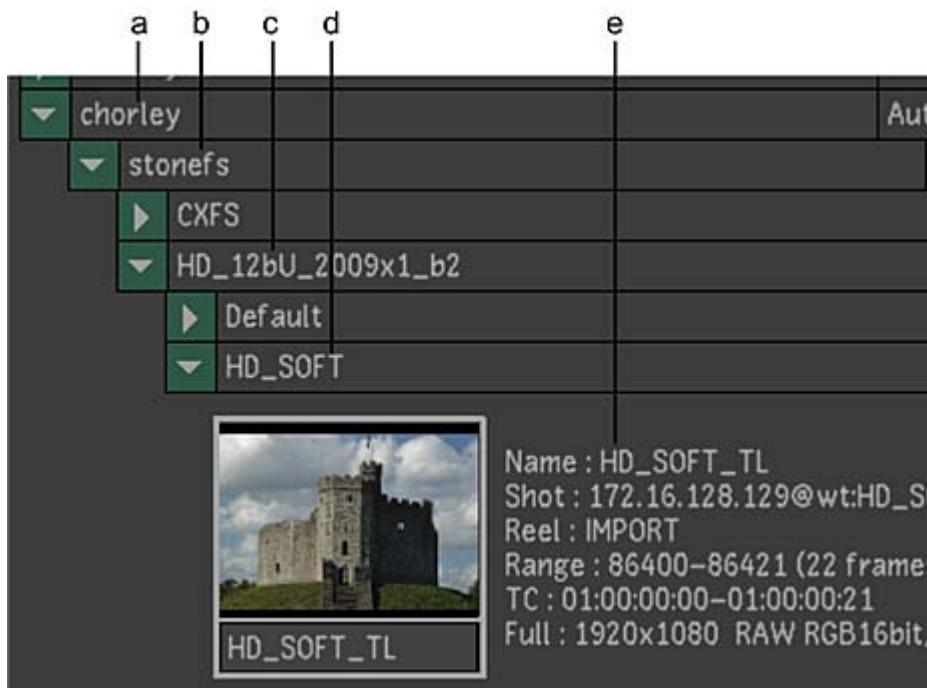 a b c d e
chorley Aut
stonefs
CXFS
HD_12bU_2009x1_b2
Default
HD_SOFT
Name : HD_SOFT_TL
Shot : 172.16.128.129@wt:HD_S
Reel : IMPORT
Range : 86400-86421 (22 frame
TC : 01:00:00:00-01:00:00:21
Full : 1920x1080 RAW RGB16bit,
HD_SOFT_TL